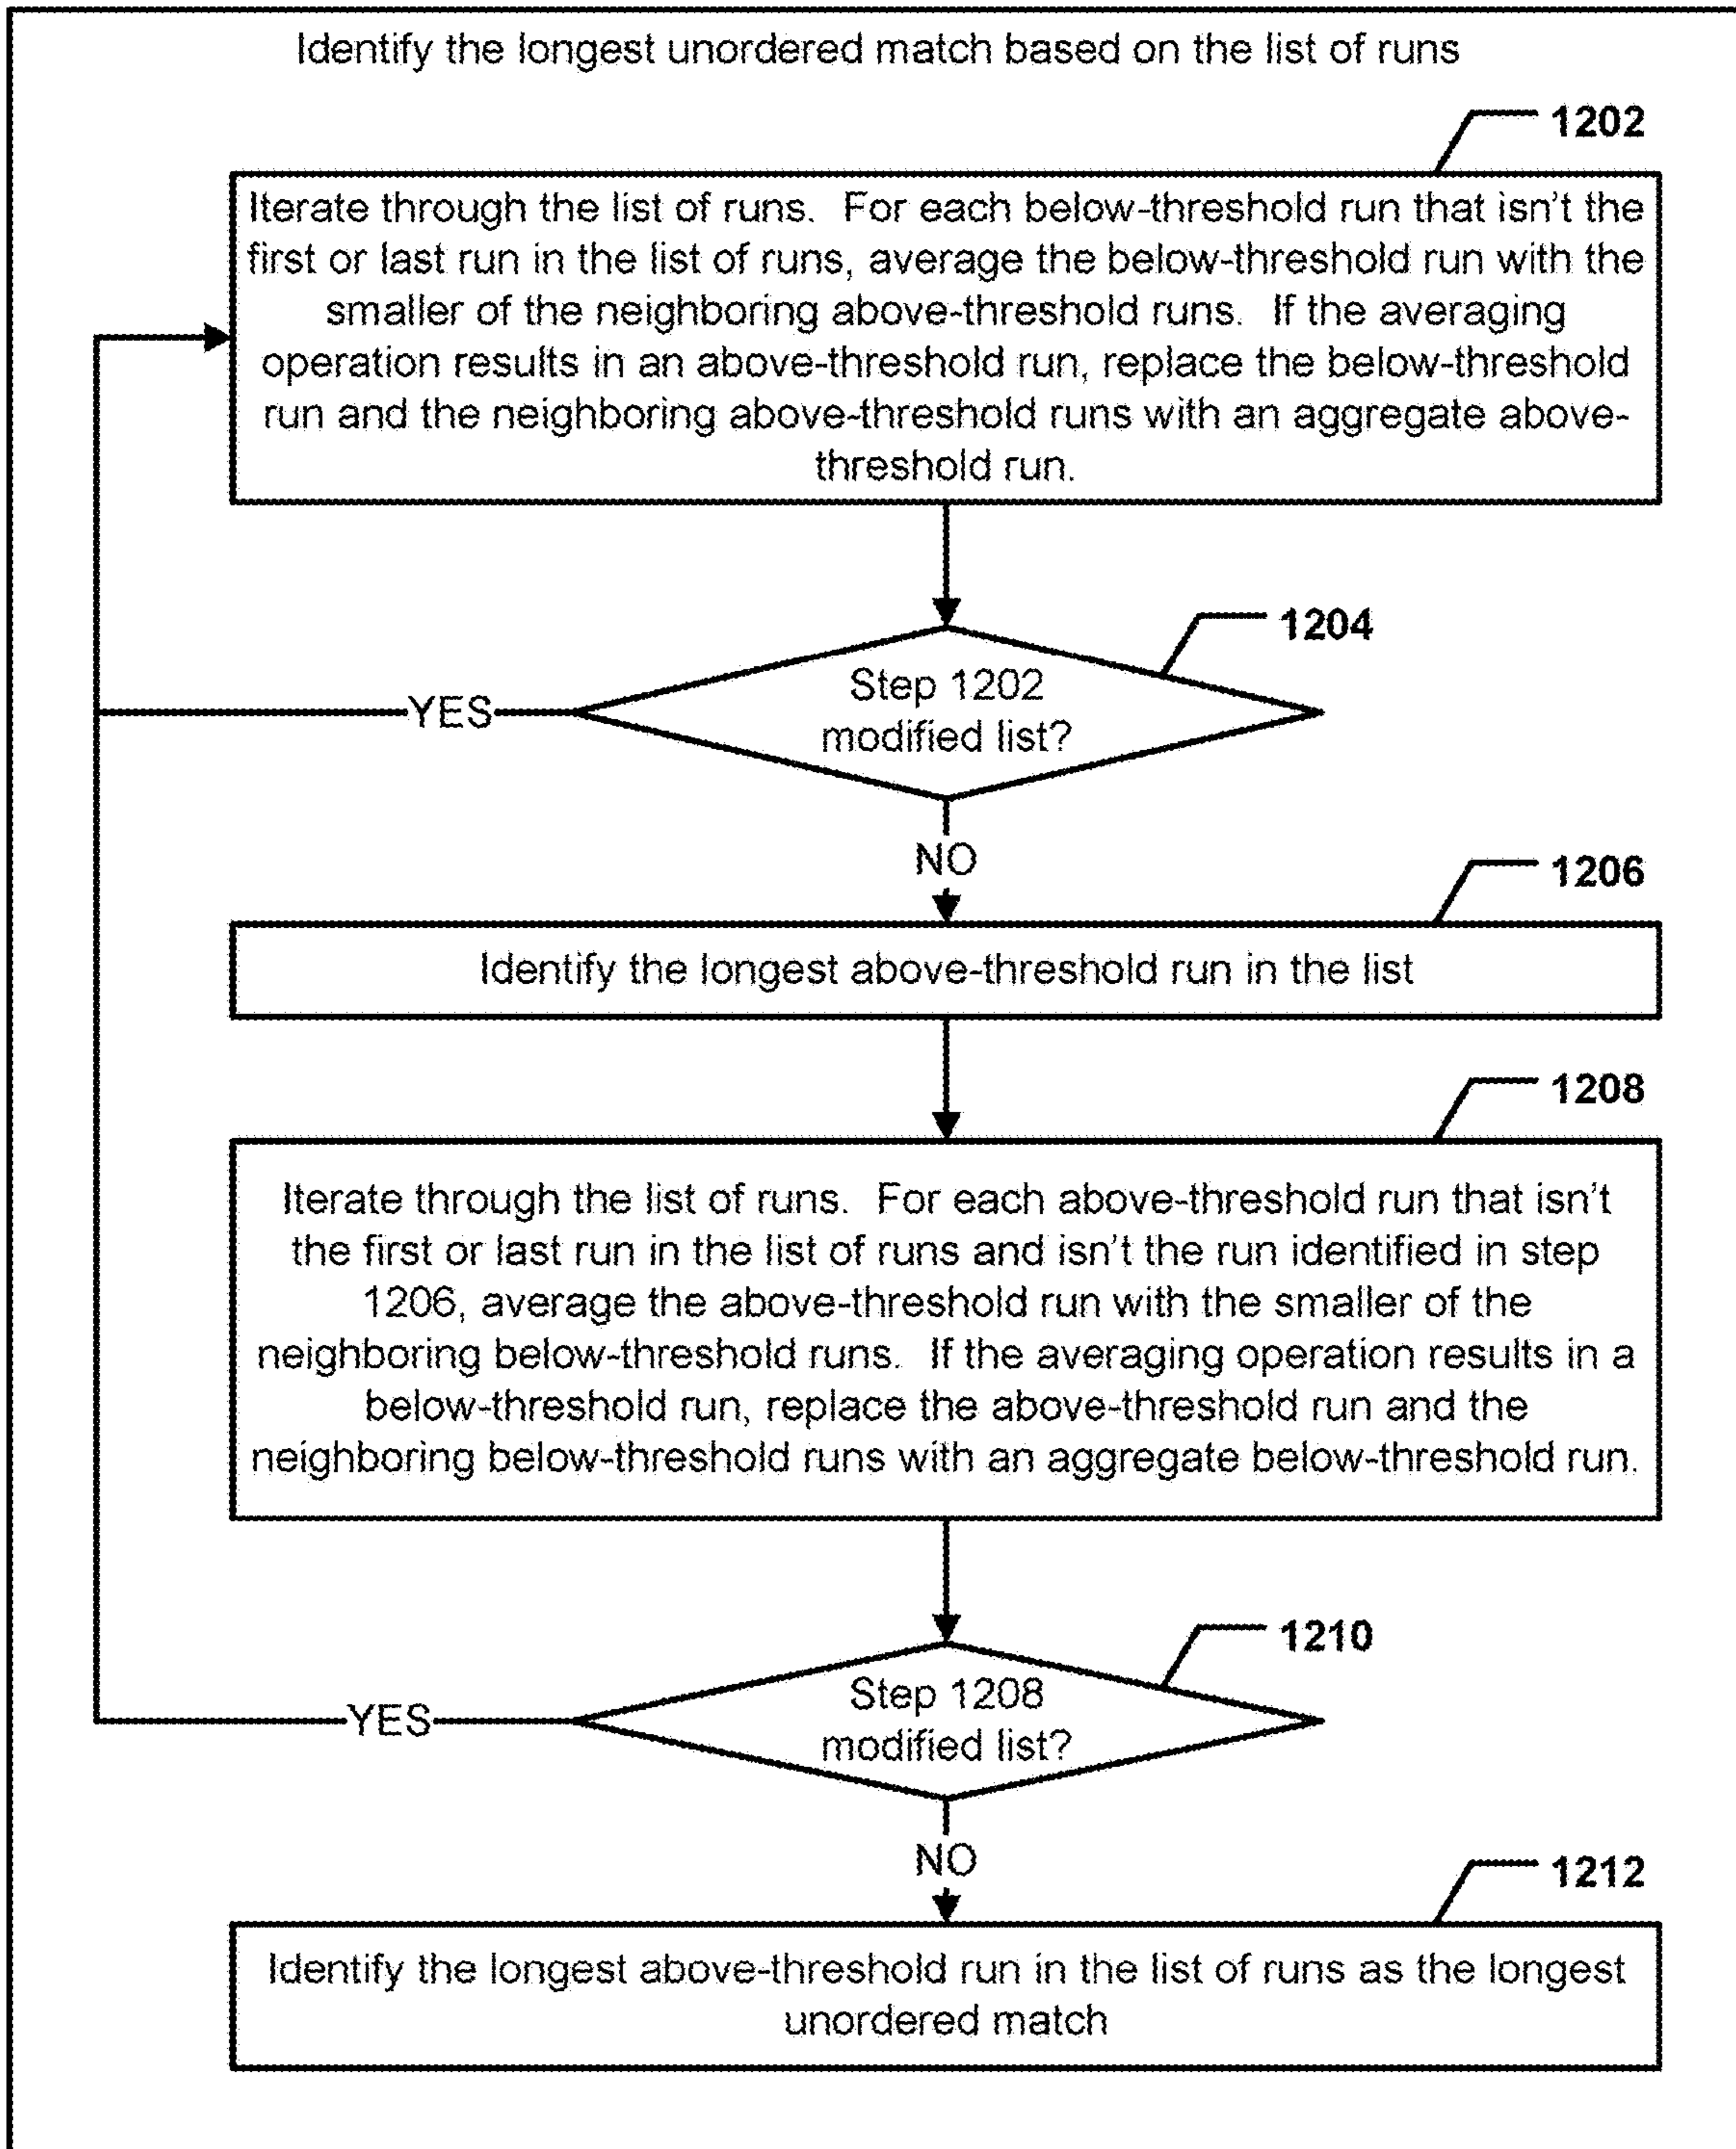 Identify the longest unordered match based on the list of runs
1202
Iterate through the list of runs.  For each below-threshold run that isn't the
first or last run in the list of runs, average the below-threshold run with the
smaller of the neighboring above-threshold runs.  If the averaging
operation results in an above-threshold run, replace the below-threshold
run and the neighboring above-threshold runs with an aggregate above-
threshold run.
1204
Step 1202
modified list?
YES
NO
1206
Identify the longest above-threshold run in the list
1208
Iterate through the list of runs.  For each above-threshold run that isn't
the first or last run in the list of runs and isn't the run identified in step
1206, average the above-threshold run with the smaller of the
neighboring below-threshold runs.  If the averaging operation results in a
below-threshold run, replace the above-threshold run and the
neighboring below-threshold runs with an aggregate below-threshold run.
1210
Step 1208
modified list?
YES
NO
1212
Identify the longest above-threshold run in the list of runs as the longest
unordered match